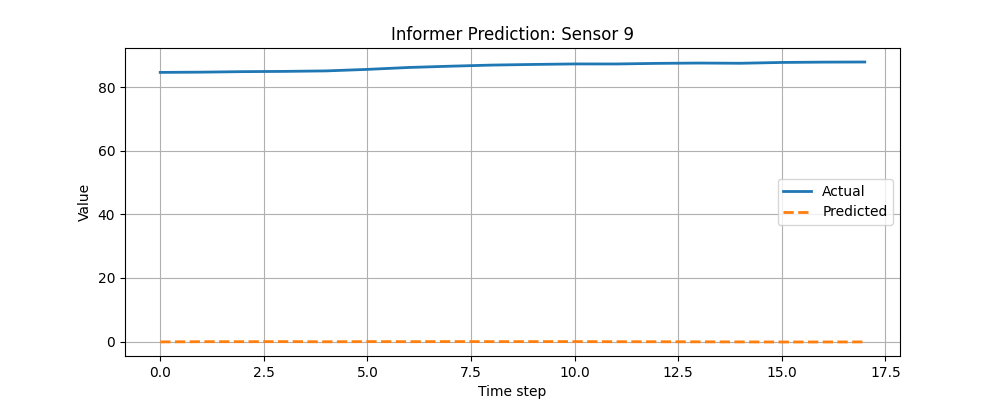 Informer Prediction: Sensor 9
Value
80
60
40
20
0
Actual
Predicted
0.0 2.5 5.0 7.5 10.0 12.5 15.0 17.5
Time step